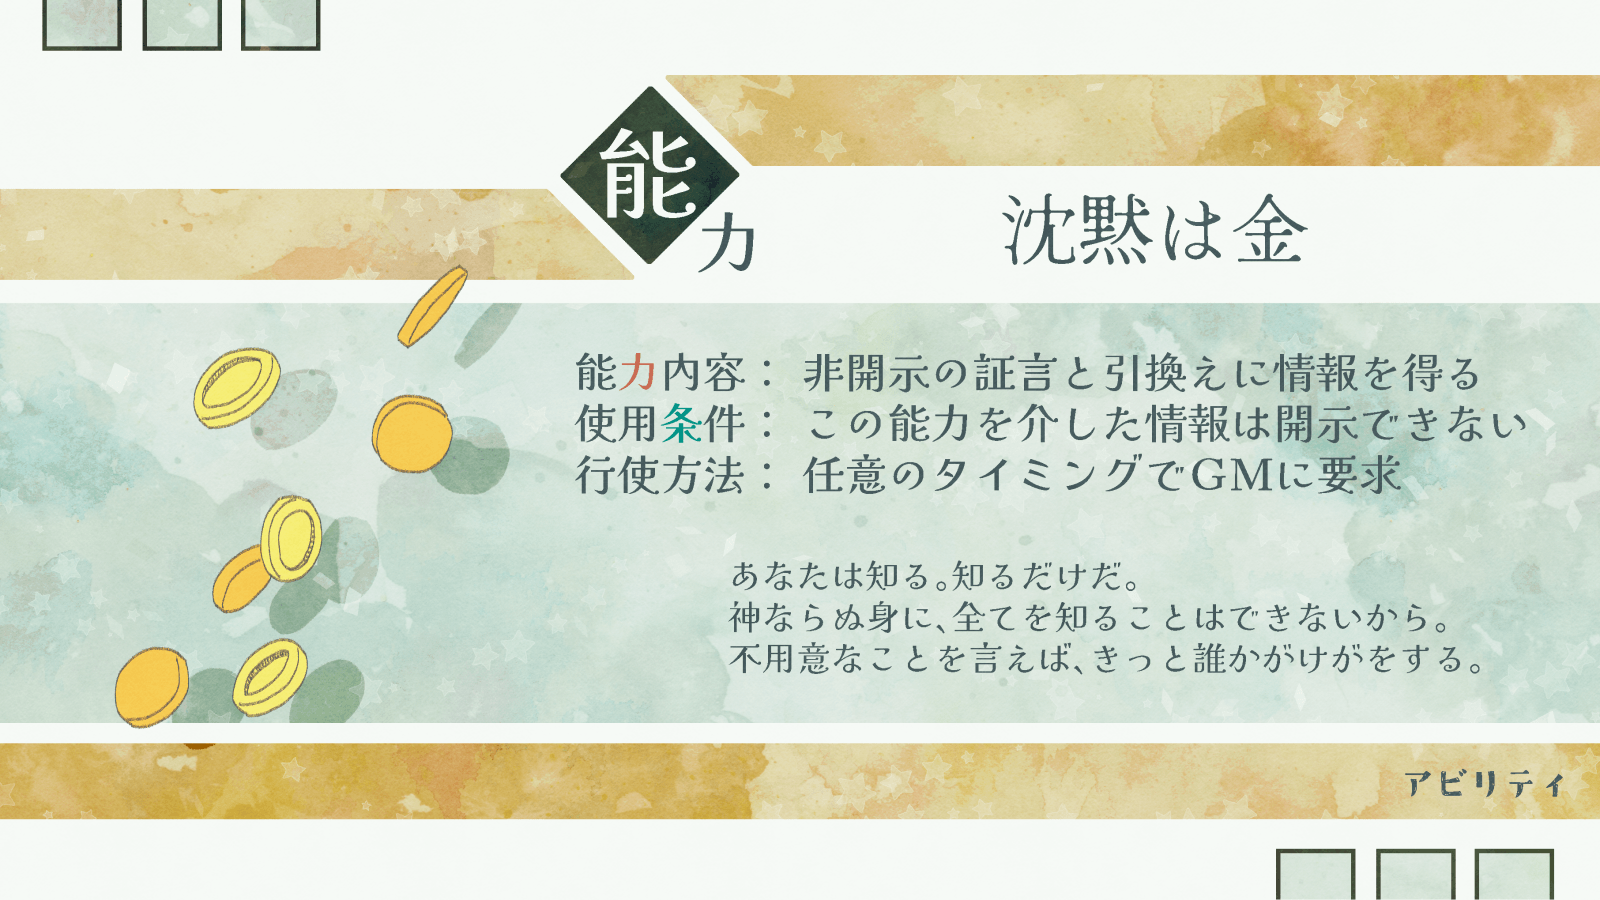 能力
沈黙は金
能力内容： 非開示の証言と引換えに情報を得る
使用条件： この能力を介した情報は開示できない
行使方法： 任意のタイミングでGMに要求
あなたは知る。知るだけだ。
神ならぬ身に、全てを知ることはできないから。
不用意なことを言えば、きっと誰かがけがをする。
アビリティ